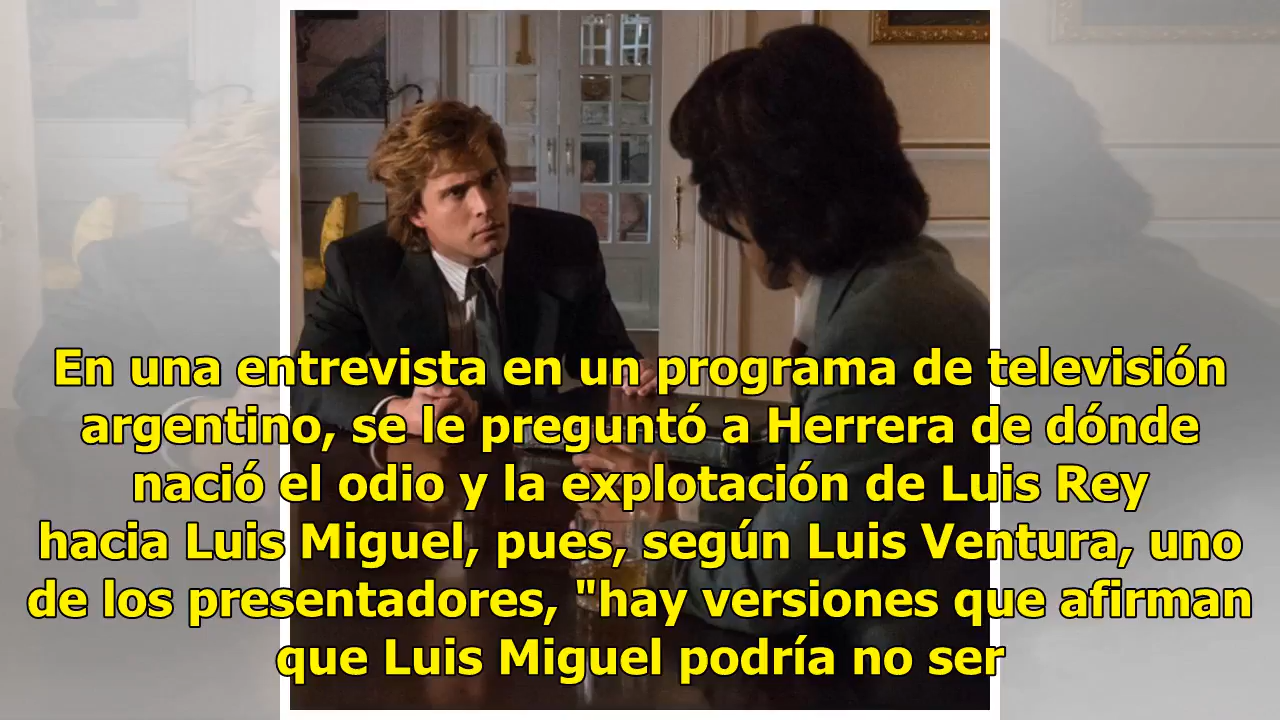 En una entrevista en un programa de televisión
argentino, se le preguntó a Herrera de dónde
nació el odio y la explotación de Luis Rey
hacia Luis Miguel, pues, según Luis Ventura, uno
de los presentadores, "hay versiones que afirman
que Luis Miguel podría no ser